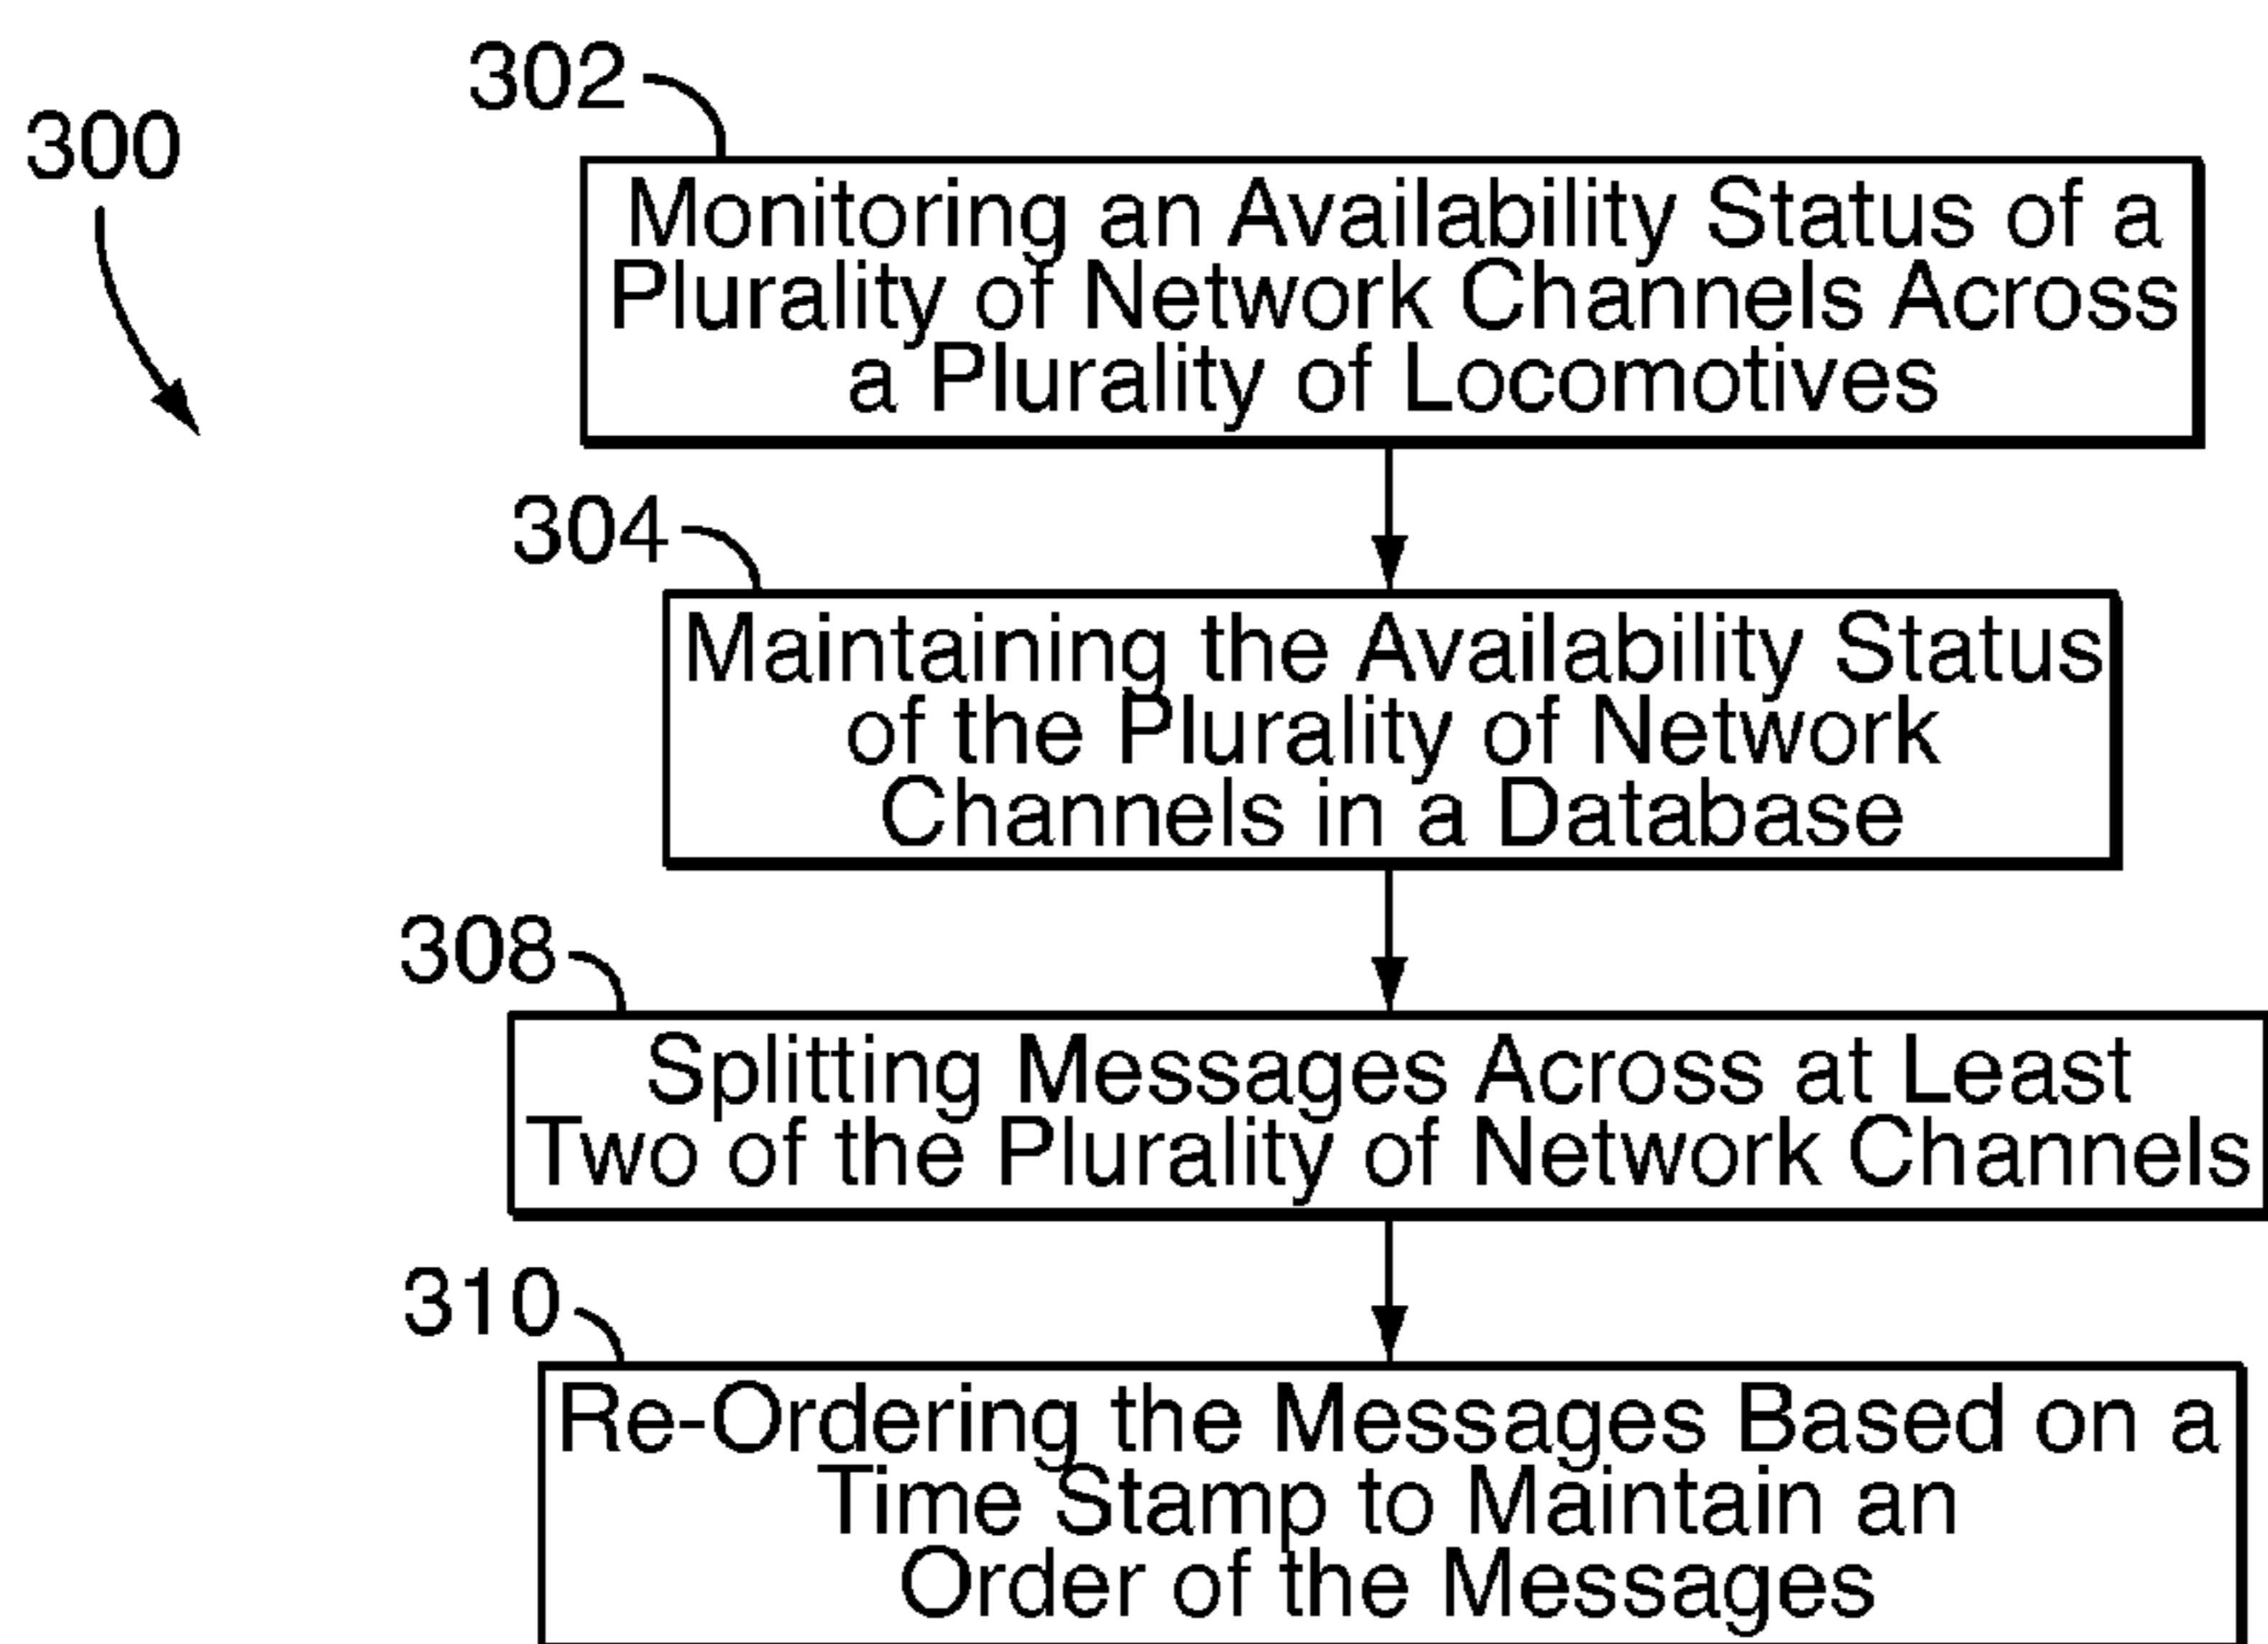 300
302
Monitoring an Availability Status of a
Plurality of Network Channels Across
a Plurality of Locomotives
304
Maintaining the Availability Status
of the Plurality of Network
Channels in a Database
308
Splitting Messages Across at Least
Two of the Plurality of Network Channels
310
Re-Ordering the Messages Based on a
Time Stamp to Maintain an
Order of the Messages